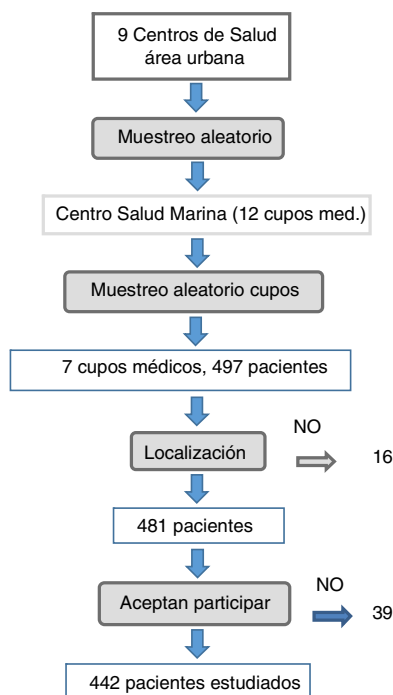 9 Centros de Salud
área urbana
Muestreo aleatorio
Centro Salud Marina (12 cupos med.)
Muestreo aleatorio cupos
7 cupos médicos, 497 pacientes
NO
Localización
16
481 pacientes
NO
Aceptan participar
39
442 pacientes estudiados